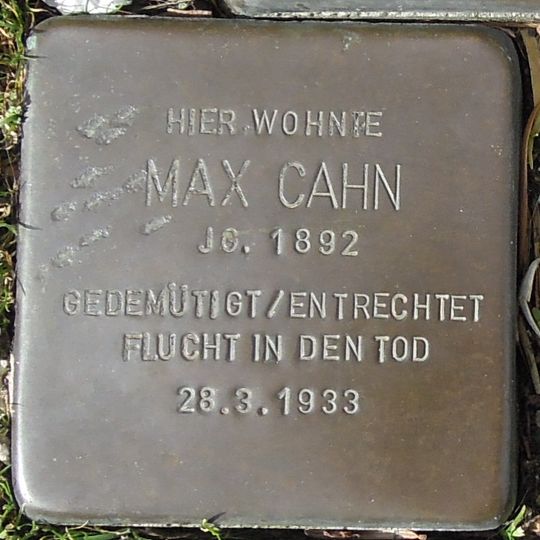 HIER WOHNTE
MAX CAHN
JG. 1892
GEDEMÜTIGT/ENTRECHTET
FLUCHT IN DEN TOD
28.3.1933